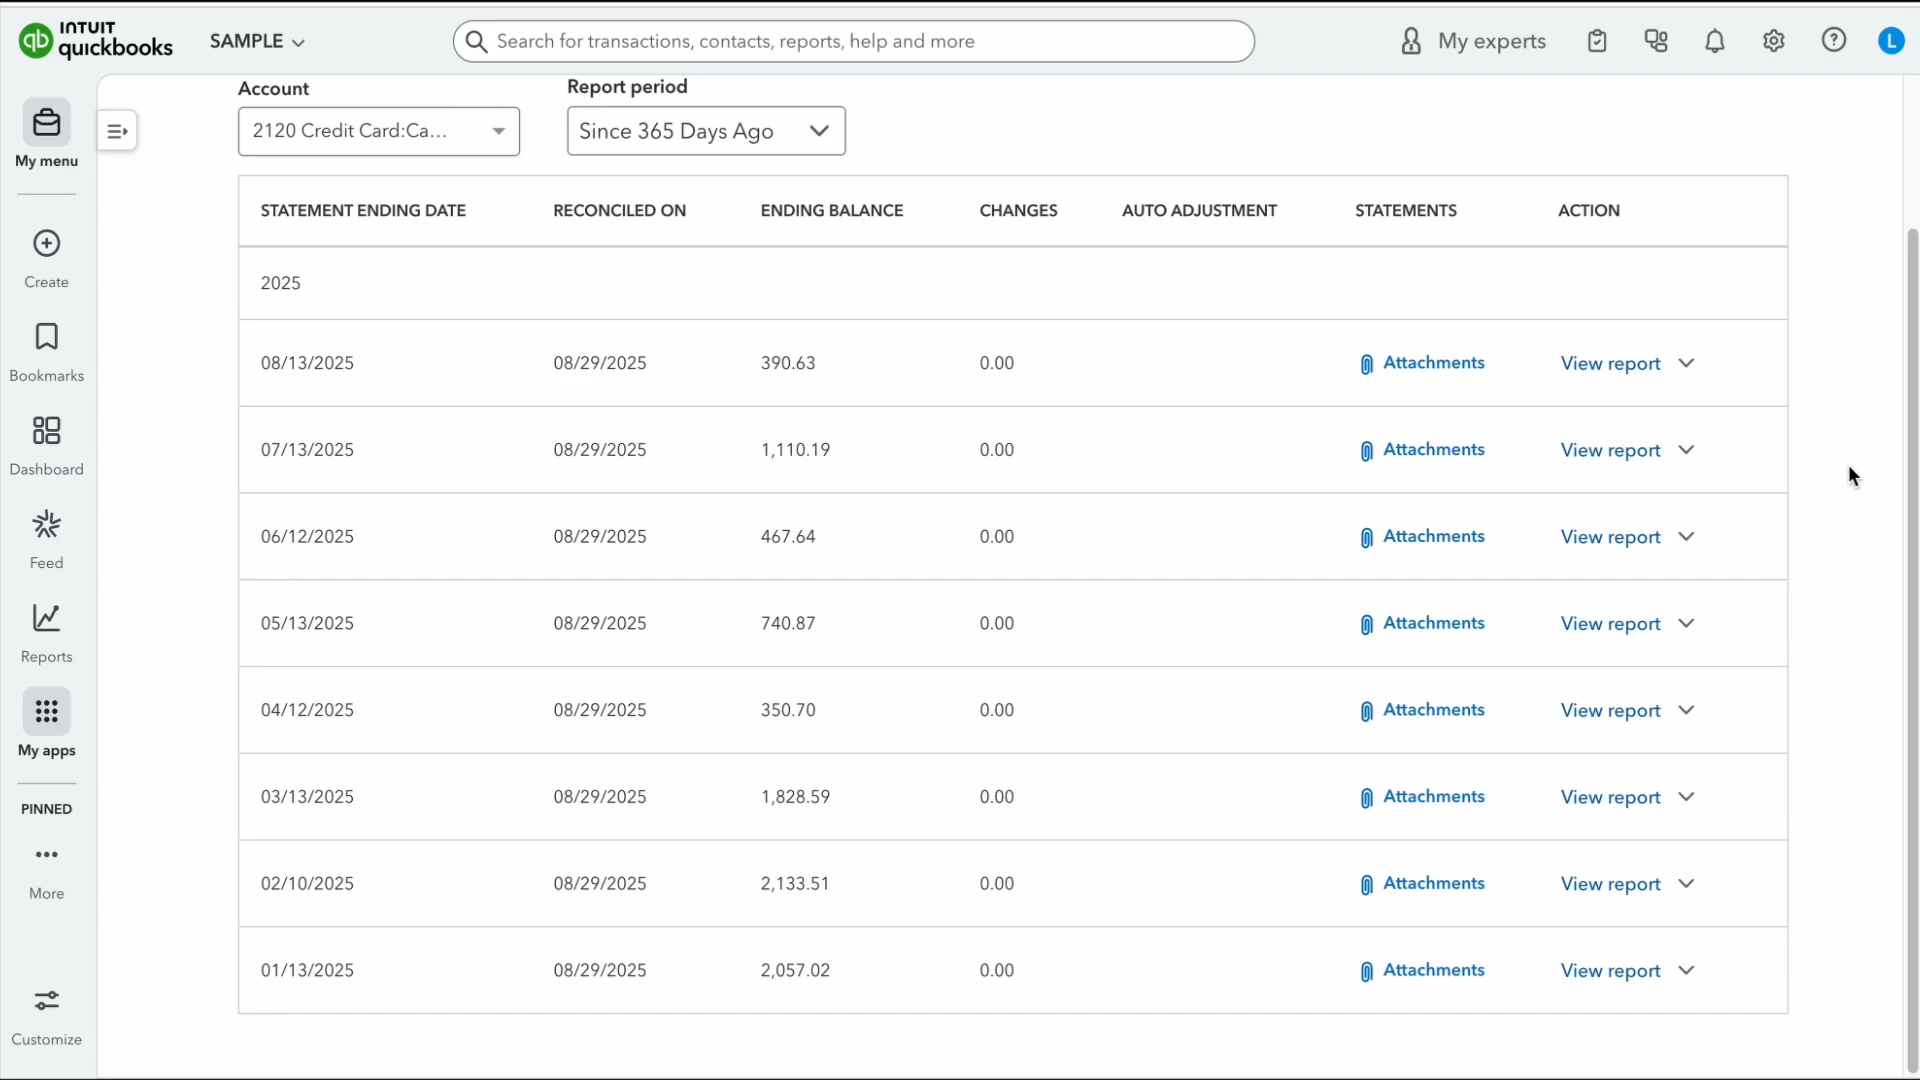 INTUIT
quickbooks
SAMPLE
Search for transactions, contacts, reports, help and more
My experts
L
My menu
Create
Bookmarks
Dashboard
Feed
Reports
My apps
PINNED
More
Customize
Account
2120 Credit Card:Ca...
Report period
Since 365 Days Ago
STATEMENT ENDING DATE RECONCILED ON ENDING BALANCE CHANGES AUTO ADJUSTMENT STATEMENTS ACTION
2025
08/13/2025 08/29/2025 390.63 0.00 Attachments View report
07/13/2025 08/29/2025 1,110.19 0.00 Attachments View report
06/12/2025 08/29/2025 467.64 0.00 Attachments View report
05/13/2025 08/29/2025 740.87 0.00 Attachments View report
04/12/2025 08/29/2025 350.70 0.00 Attachments View report
03/13/2025 08/29/2025 1,828.59 0.00 Attachments View report
02/10/2025 08/29/2025 2,133.51 0.00 Attachments View report
01/13/2025 08/29/2025 2,057.02 0.00 Attachments View report